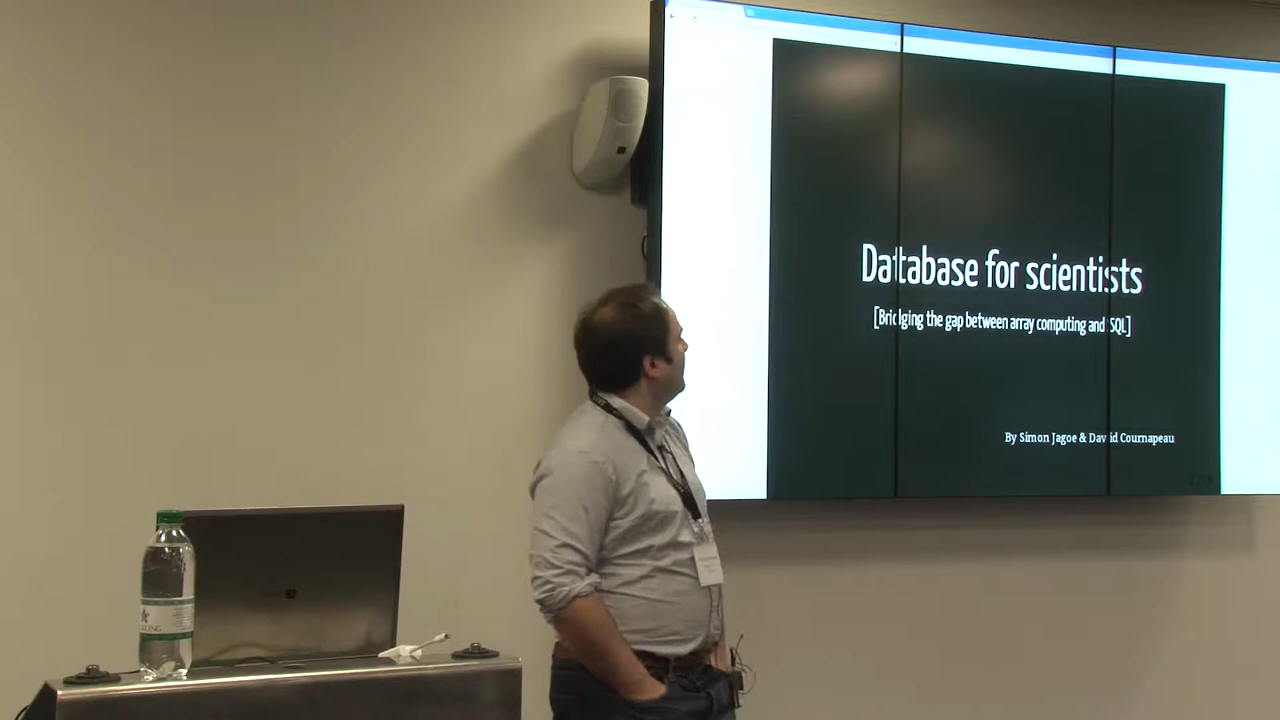 Database for scientists
[Bridging the gap between array computing and SQL]
By Simon Jagoe & David Cournapeau